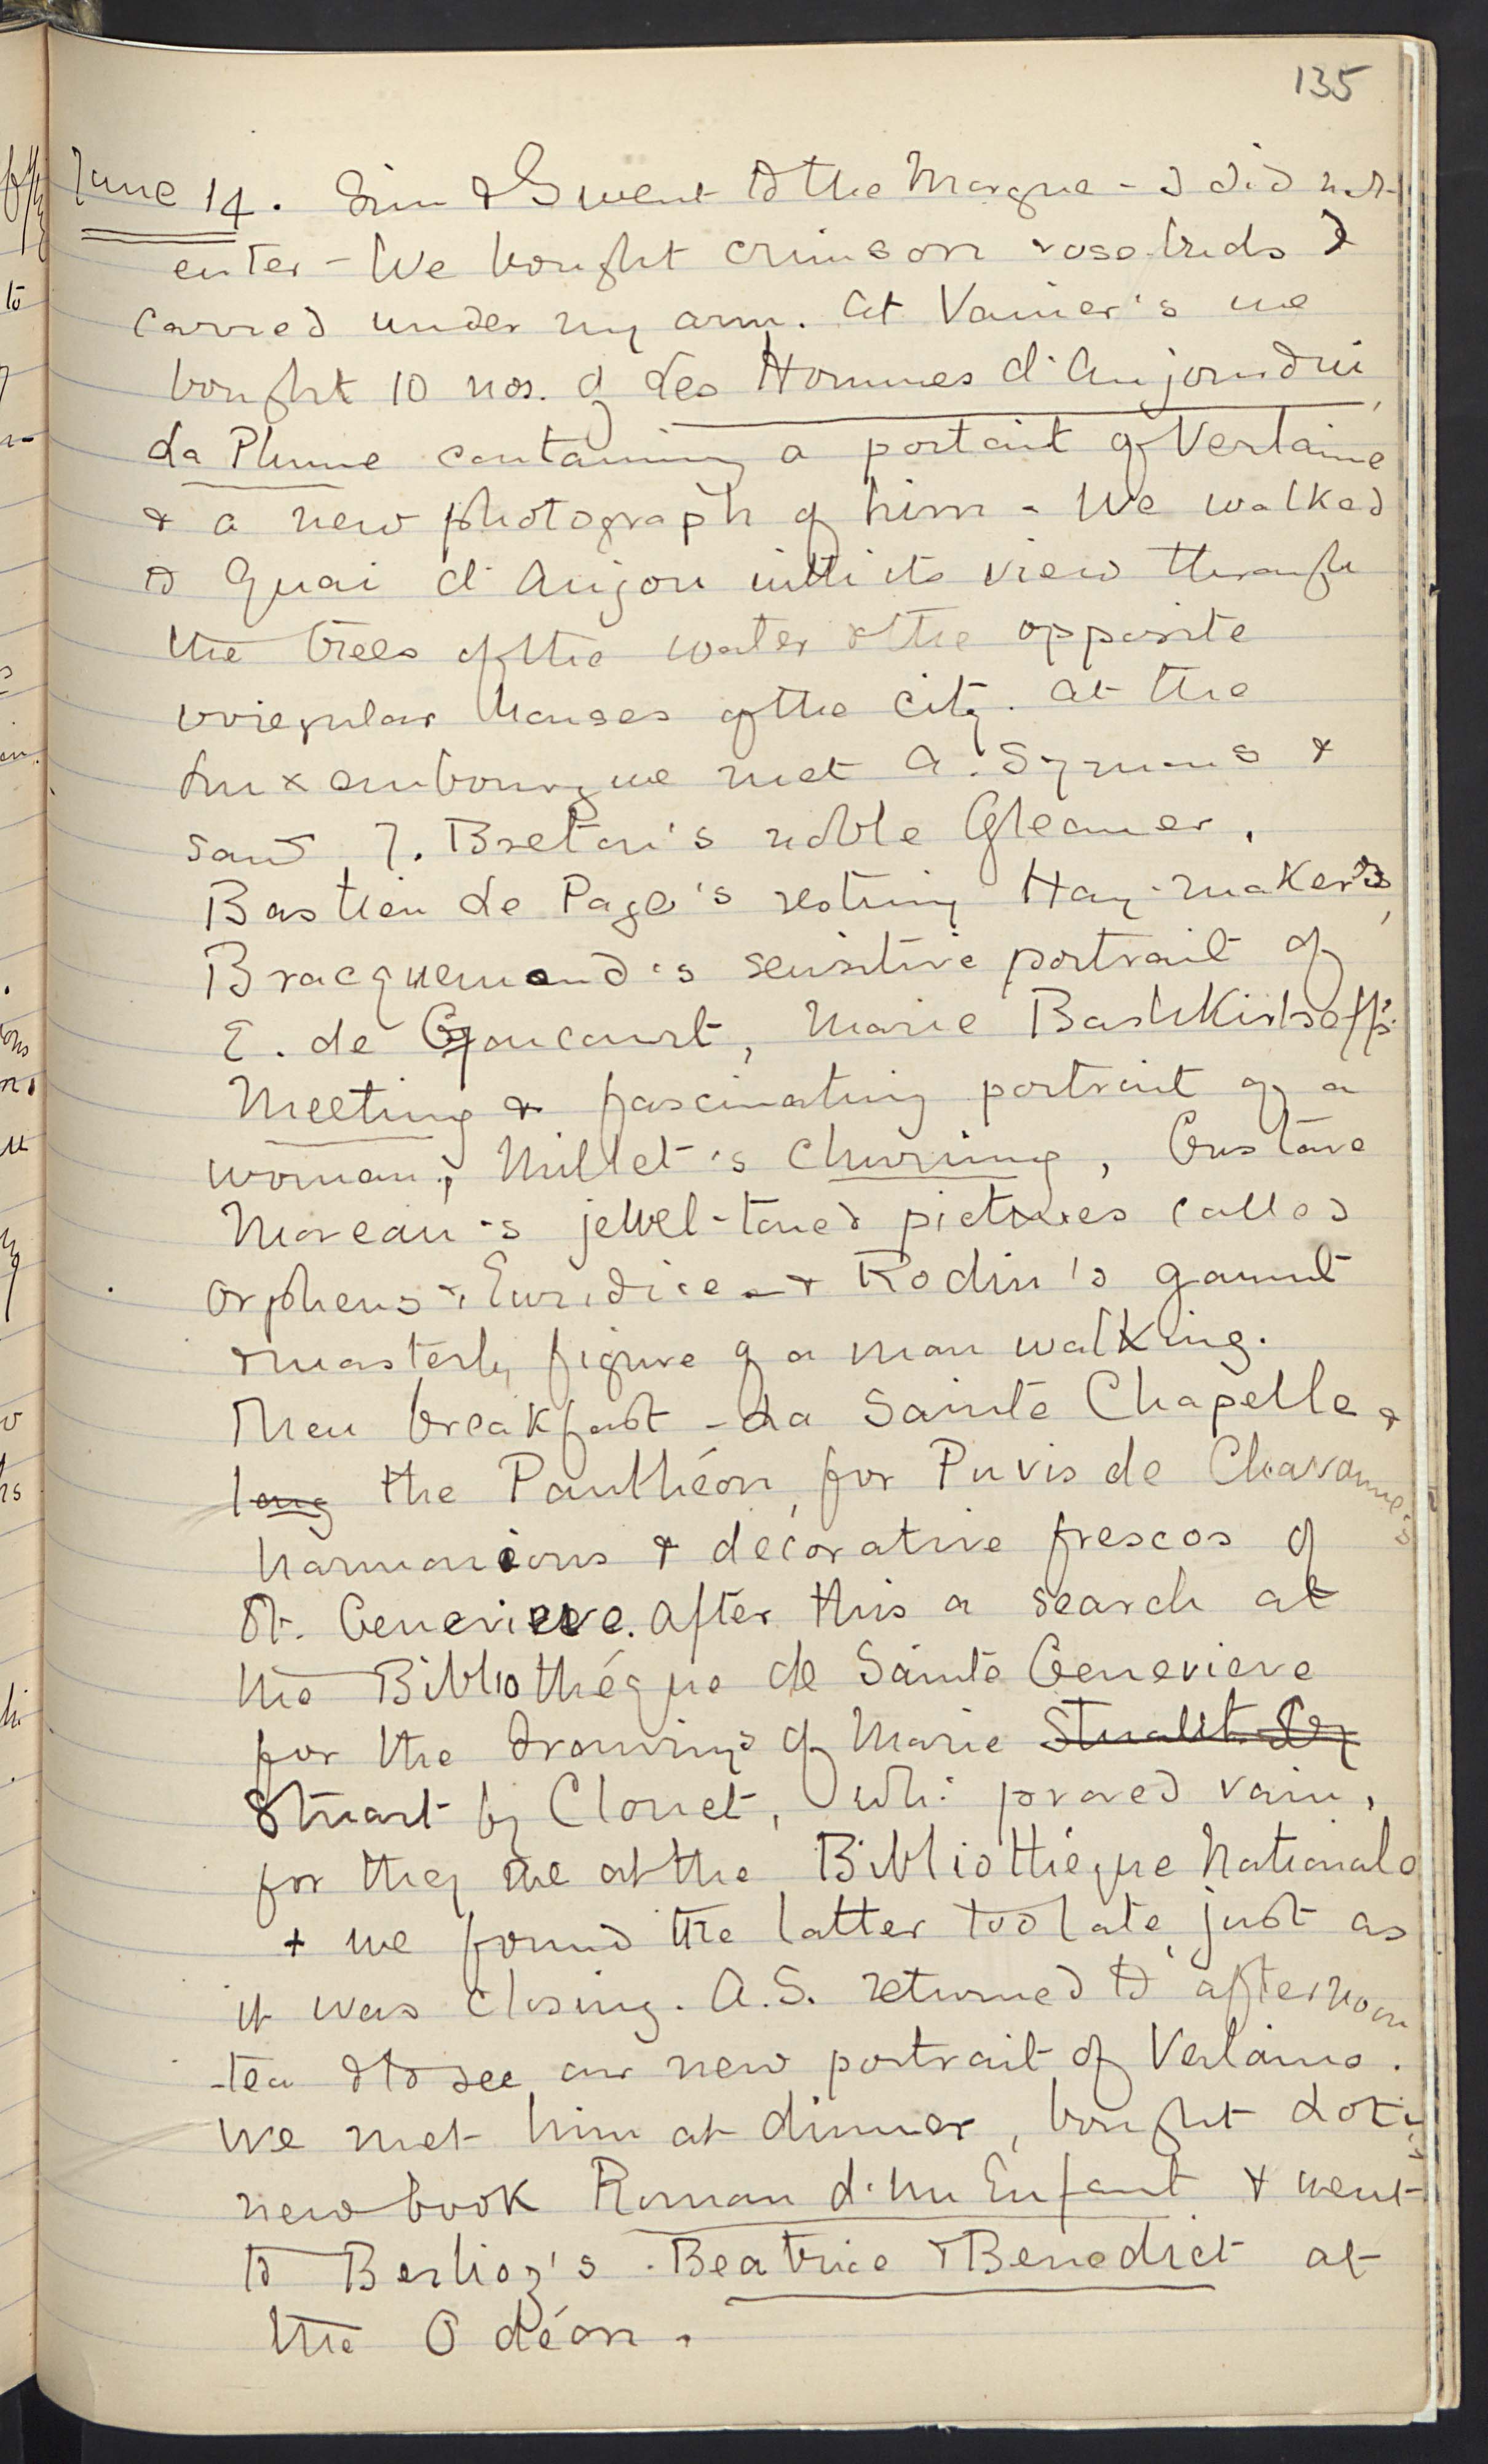 135
June 14. Sim & I went to the Morgue - I did not
enter - We bought crimson rosebuds I
carried under my arm. At Vanier's we
bought 10 nos. of Les Hommes d'Aujourdui,
La Plume containing a portait of Verlaine
& a new photograph of him - We walked
to Quai d'Anjou with its view through
the trees of the water & the opposite
irregular houses of the city. At the
Luxembourg we met A. Symons &
saw J. Breton's noble Gleaner,
Bastien Le Page's resting Hay-makers,
Bracquemond's sensitive portrait of
E. de Goncourt, Marie Bashkirtseff's
Meeting & fascinating portrait of a
woman, Millet's Churning, Gustave
Moreau's jewel-toned pictures called
Orpheus & Euridice - & Rodin's gaunt
& masterly figure of a man walking.
Then breakfast - La Sainte Chapelle &
long the Panthéon, for Puvis de Chavanne's
harmonious & decorative frescos of
St. Genevieve. After this a search at
the Bibliothéque de Sainte Genevieve
for the drawings of Marie
Stuart by Clouet, wh: proved vain,
for they are at the Bibliothéque Nationale
+ we found the latter too late, just as
it was closing. A.S. returned to afternoon
tea & to see our new portrait of Verlaine.
We met him at dinner, bought Loti's
new book Roman d'un Enfant & went
to Berlioz's Beatrice & Benedict at
the Odéon.